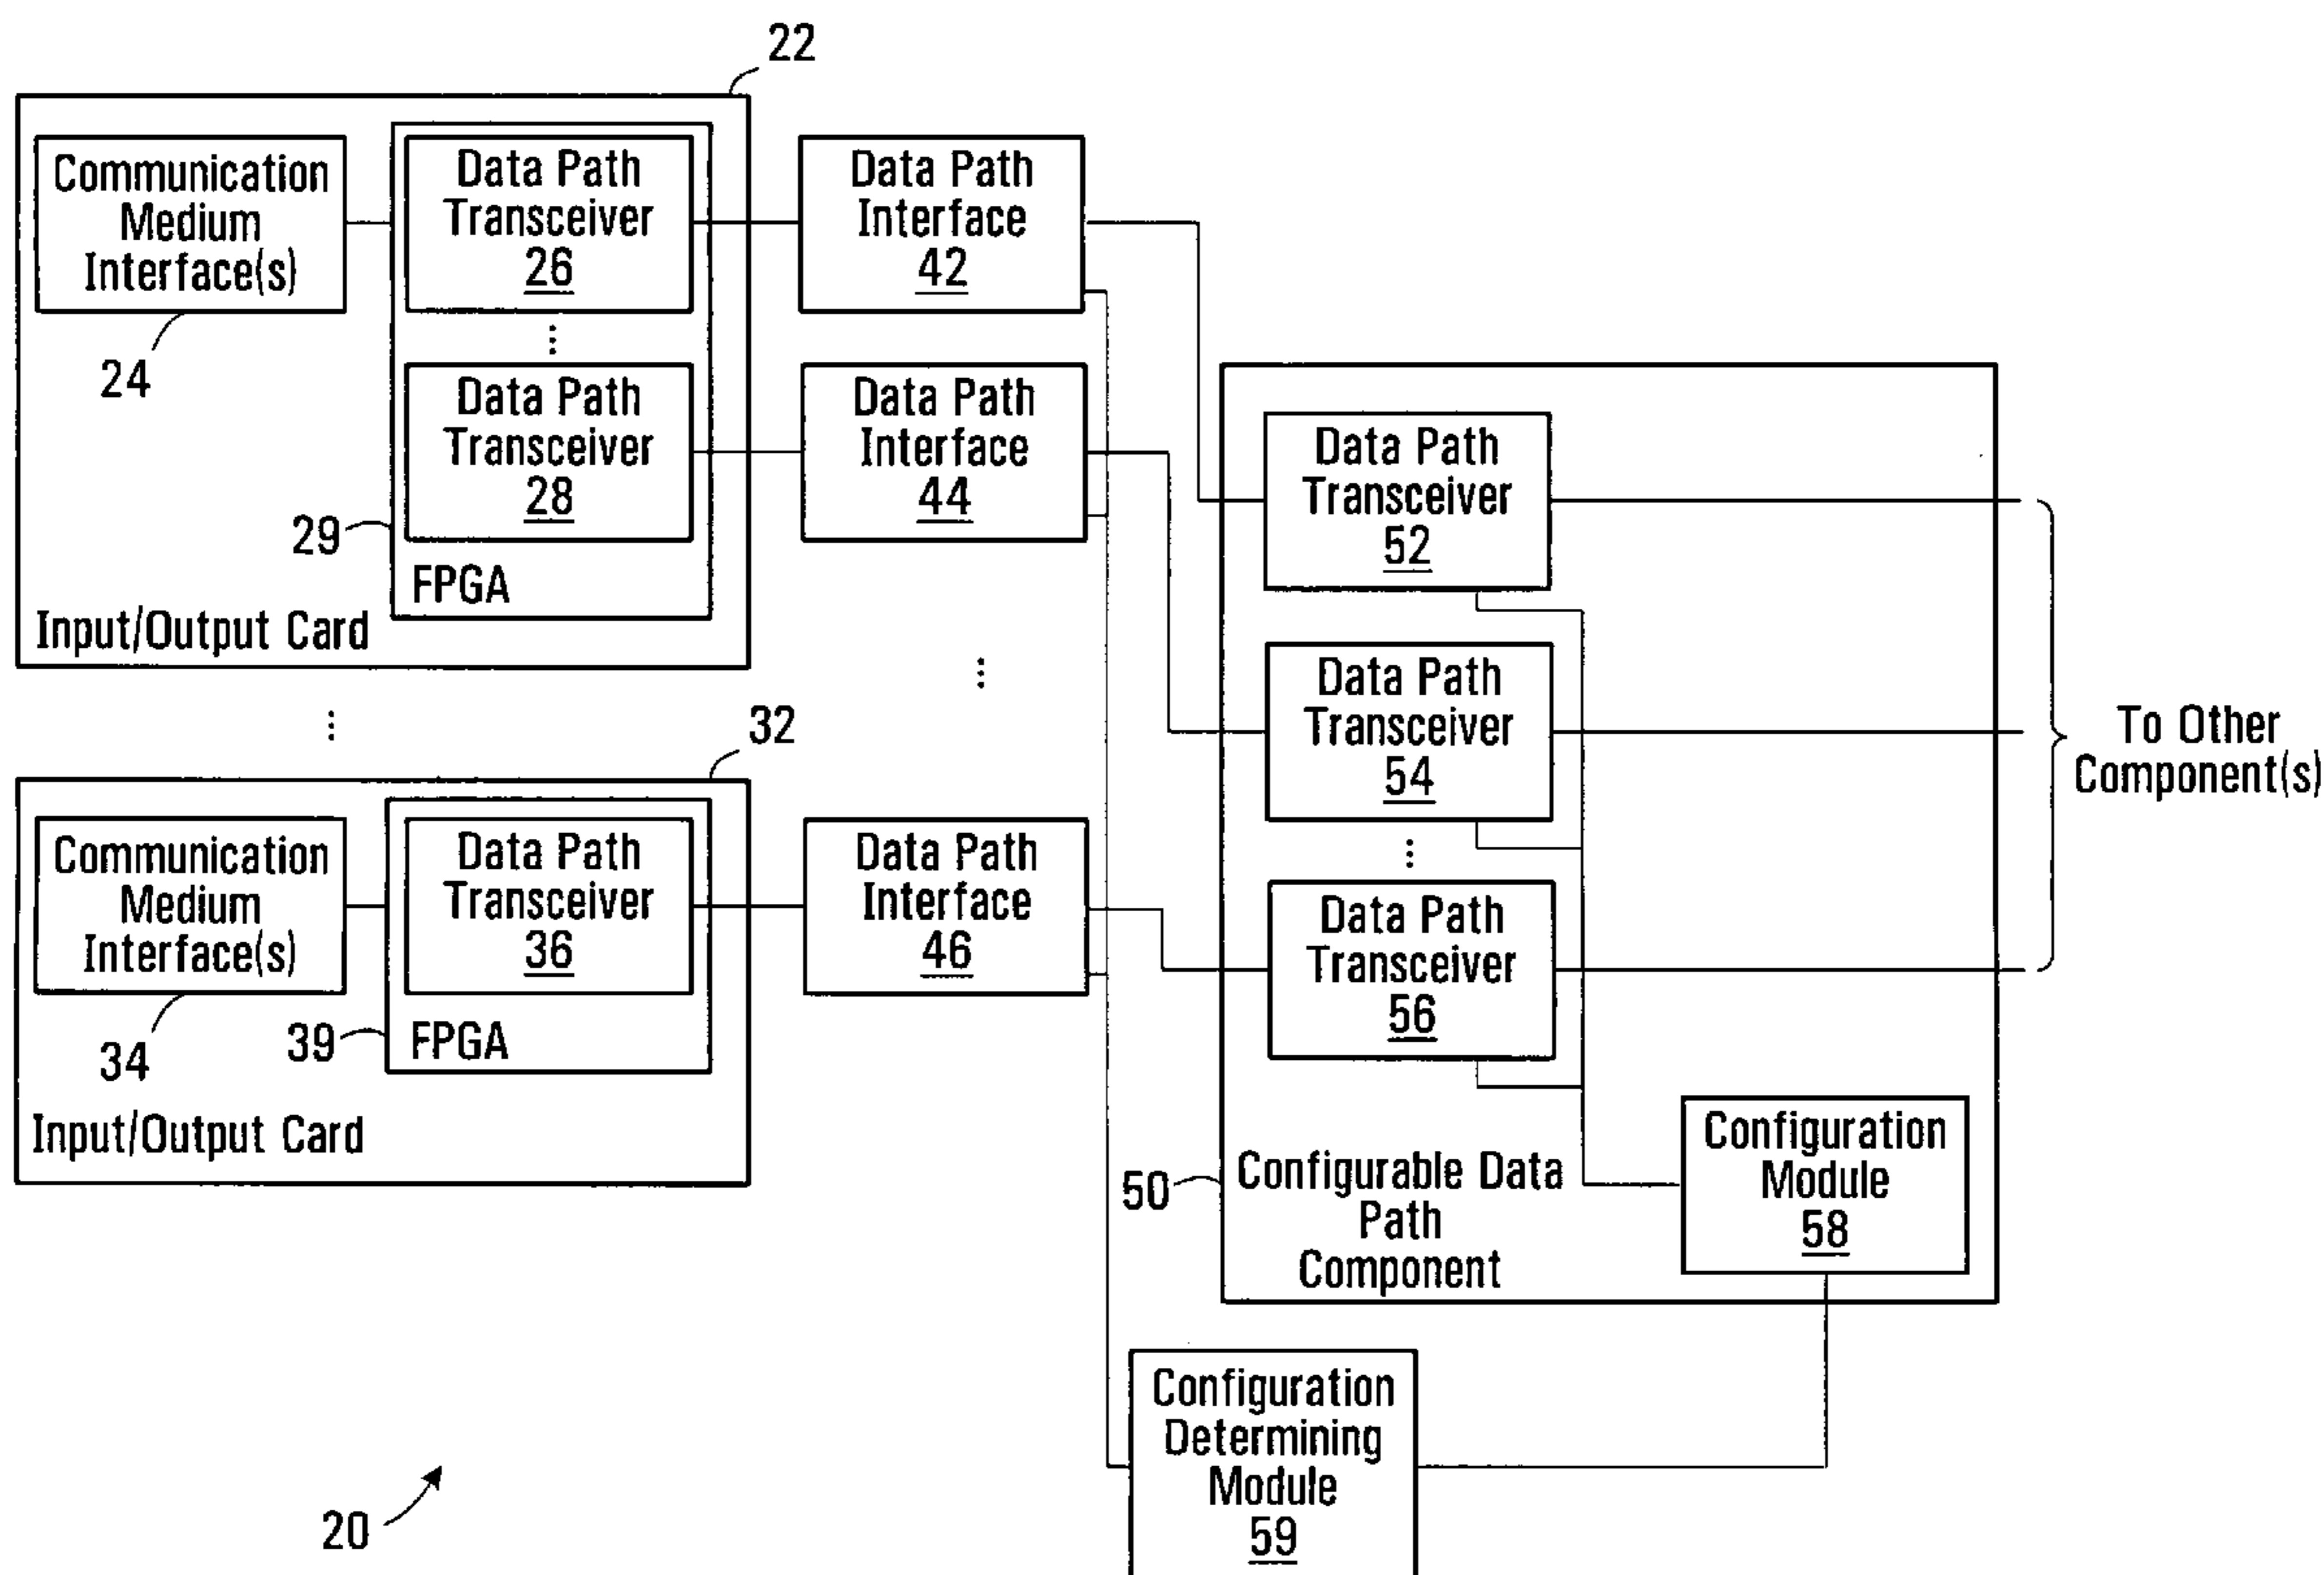 22
Communication
Medium
Interface(s)
24
Data Path
Transceiver
26
Data Path
Transceiver
28
29
FPGA
Input/Output Card
Data Path
Interface
42
Data Path
Interface
44
32
Communication
Medium
Interface(s)
34
Data Path
Transceiver
36
39
FPGA
Input/Output Card
Data Path
Interface
46
Data Path
Transceiver
52
Data Path
Transceiver
54
Data Path
Transceiver
56
50
Configurable Data
Path
Component
Configuration
Module
58
To Other
Component(s)
Configuration
Determining
Module
59
20